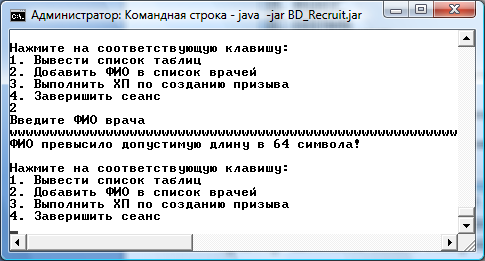 Администратор: Командная строка - java -jar BD_Recruit.jar
Нажмите на соответствующую клавишу:
1. Вывести список таблиц
2. Добавить ФИО в список врачей
3. Выполнить ХП по созданию призыва
4. Завершить сеанс
2
Введите ФИО врача
wwwwwwwwwwwwwwwwwwwwwwwwwwwwwwwwwwwwwwwwwwwwwwwwwwwwwwww
ФИО превысило допустимую длину в 64 символа!
Нажмите на соответствующую клавишу:
1. Вывести список таблиц
2. Добавить ФИО в список врачей
3. Выполнить ХП по созданию призыва
4. Завершить сеанс